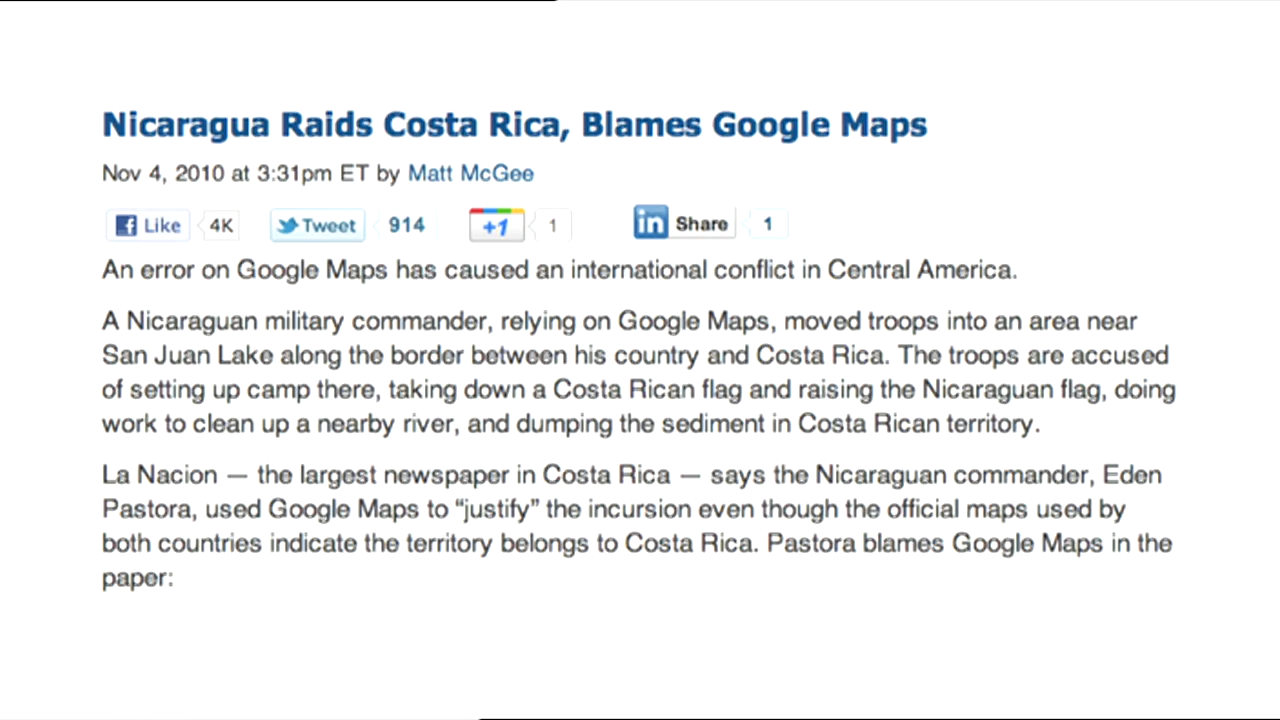 Nicaragua Raids Costa Rica, Blames Google Maps
Nov 4, 2010 at 3:31pm ET by Matt McGee
Like 4K Tweet 914 +1 1 in Share 1
An error on Google Maps has caused an international conflict in Central America.
A Nicaraguan military commander, relying on Google Maps, moved troops into an area near
San Juan Lake along the border between his country and Costa Rica. The troops are accused
of setting up camp there, taking down a Costa Rican flag and raising the Nicaraguan flag, doing
work to clean up a nearby river, and dumping the sediment in Costa Rican territory.
La Nacion — the largest newspaper in Costa Rica — says the Nicaraguan commander, Eden
Pastora, used Google Maps to “justify” the incursion even though the official maps used by
both countries indicate the territory belongs to Costa Rica. Pastora blames Google Maps in the
paper: